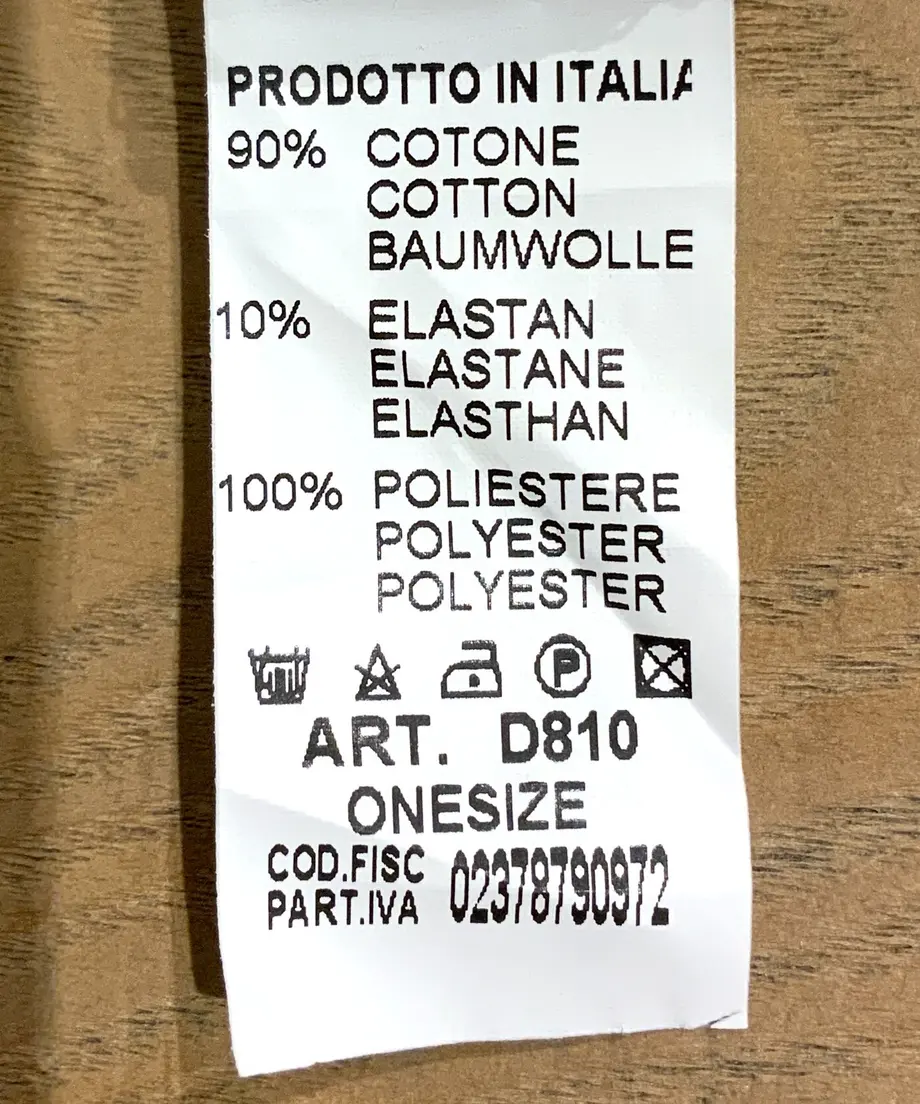 PRODOTTO IN ITALIA
90% COTONE
COTTON
BAUMWOLLE
10% ELASTAN
ELASTANE
ELASTHAN
100% POLIESTERE
POLYESTER
POLYESTER
P
ART. D810
ONESIZE
COD.FISC
PART.IVA 02378790972